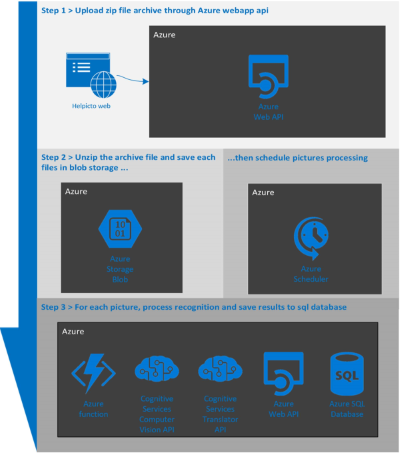 Step 1 > Upload zip file archive through Azure webapp api
Azure
Helpicto web
Azure
Web API
Step 2 > Unzip the archive file and save each
files in blob storage ...
Azure
10
01
Azure
Storage
Blob
...then schedule pictures processing
Azure
Azure
Scheduler
Step 3 > For each picture, process recognition and save results to sql database
Azure
Azure
function
Cognitive
Services
Computer
Vision API
Cognitive
Services
Translator
API
Azure
Web API
SQL
Azure SQL
Database